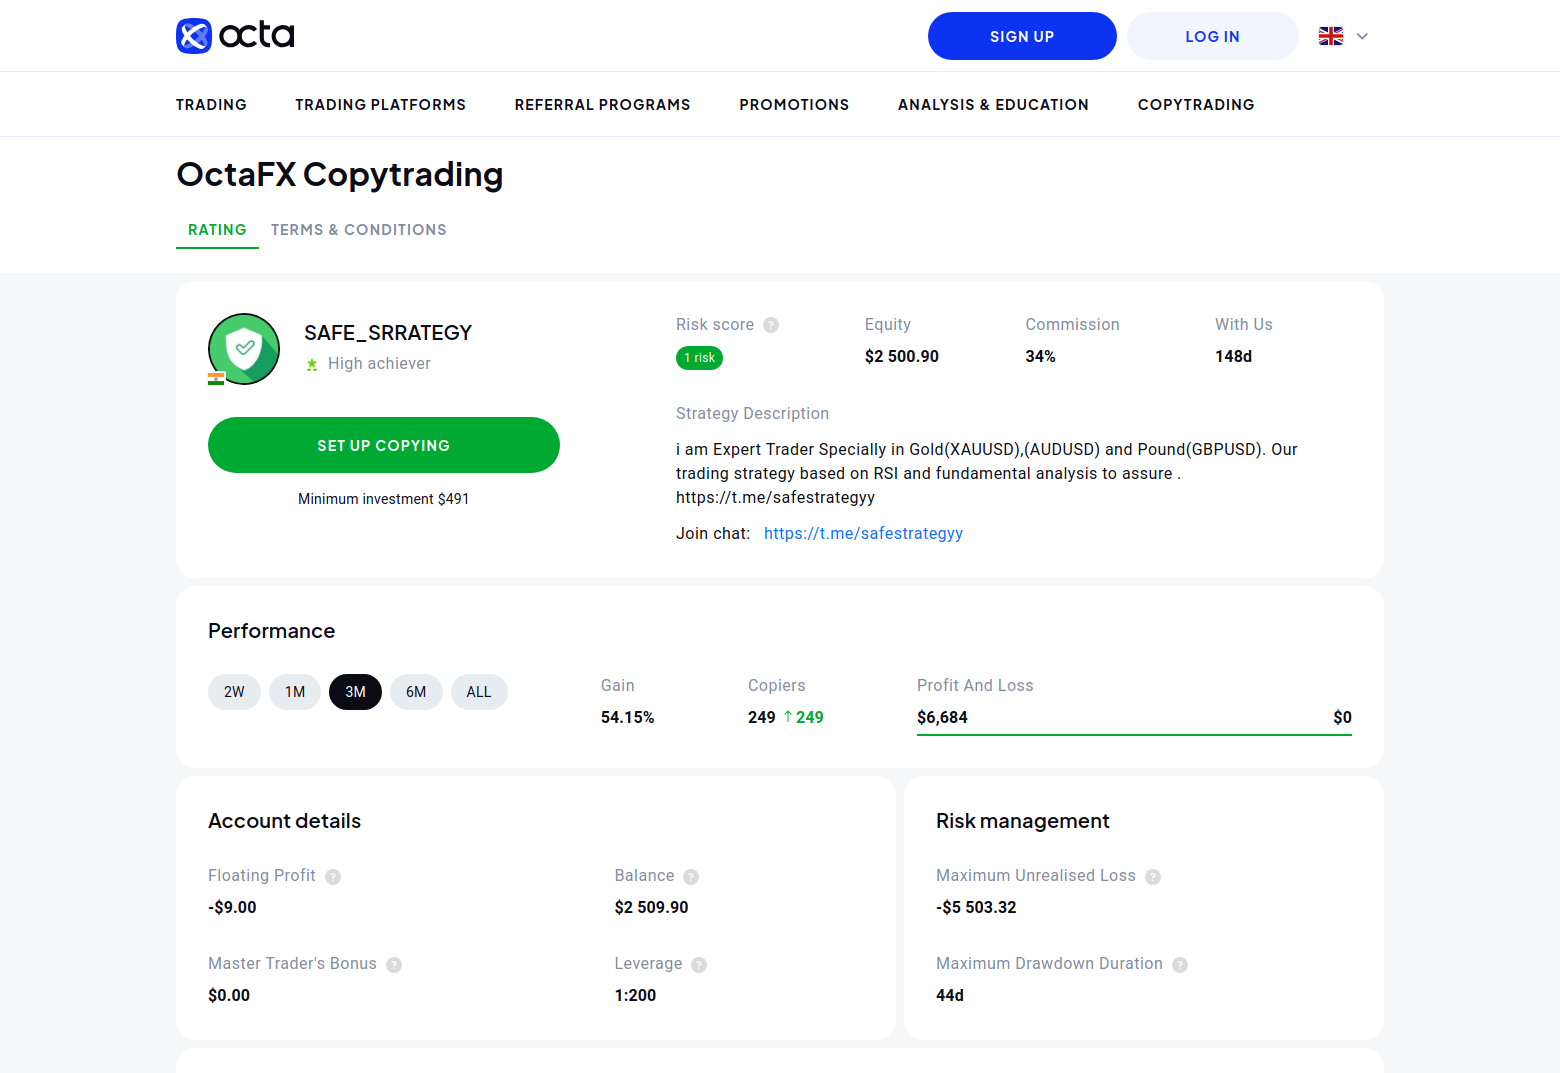 octa
SIGN UP
LOG IN
TRADING
TRADING PLATFORMS
REFERRAL PROGRAMS
PROMOTIONS
ANALYSIS & EDUCATION
COPYTRADING
OctaFX Copytrading
RATING
TERMS & CONDITIONS
SAFE_SRRATEGY
High achiever
SET UP COPYING
Minimum investment $491
Risk score ?
1 risk
Equity
$2 500.90
Commission
34%
With Us
148d
Strategy Description
i am Expert Trader Specially in Gold(XAUUSD),(AUDUSD) and Pound(GBPUSD). Our
trading strategy based on RSI and fundamental analysis to assure .
https://t.me/safestrategyy
Join chat: https://t.me/safestrategyy
Performance
2W
1M
3M
6M
ALL
Gain
54.15%
Copiers
249 ↑249
Profit And Loss
$6,684
$0
Account details
Floating Profit ?
-$9.00
Balance ?
$2 509.90
Master Trader's Bonus ?
$0.00
Leverage ?
1:200
Risk management
Maximum Unrealised Loss ?
-$5 503.32
Maximum Drawdown Duration ?
44d